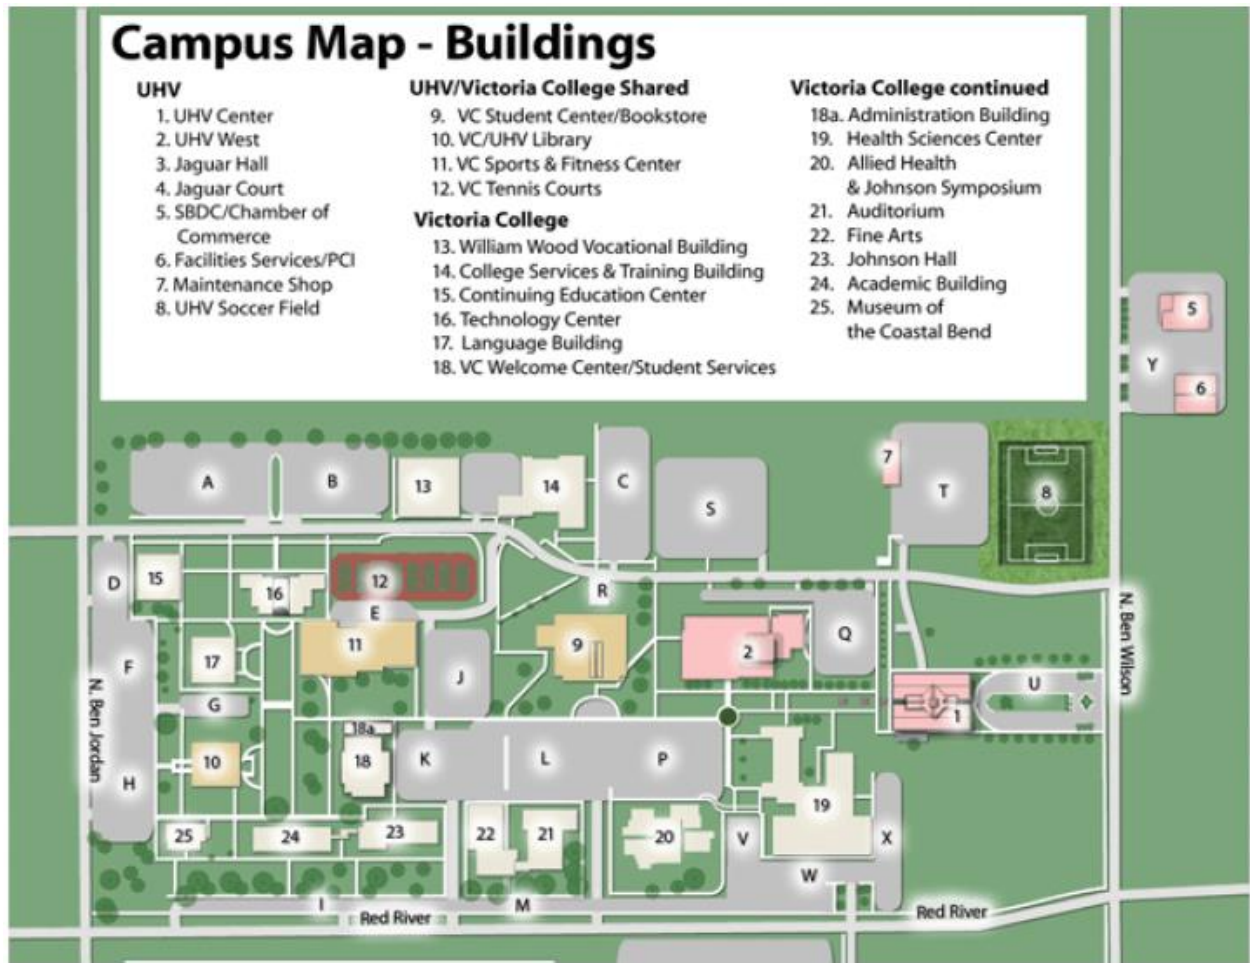 Campus Map - Buildings
UHV
1. UHV Center
2. UHV West
3. Jaguar Hall
4. Jaguar Court
5. SBDC/Chamber of
Commerce
6. Facilities Services/PCI
7. Maintenance Shop
8. UHV Soccer Field
UHV/Victoria College Shared
9. VC Student Center/Bookstore
10. VC/UHV Library
11. VC Sports & Fitness Center
12. VC Tennis Courts
Victoria College
13. William Wood Vocational Building
14. College Services & Training Building
15. Continuing Education Center
16. Technology Center
17. Language Building
18. VC Welcome Center/Student Services
Victoria College continued
18a. Administration Building
19. Health Sciences Center
20. Allied Health
& Johnson Symposium
21. Auditorium
22. Fine Arts
23. Johnson Hall
24. Academic Building
25. Museum of
the Coastal Bend
5
Y
6
7
A
B
13
14
C
S
T
8
D
15
16
12
E
R
N. Ben Wilson
F
17
11
J
9
2
Q
G
U
1
N. Ben Jordan
18a
10
18
K
L
P
H
19
25
24
23
22
21
20
V
X
W
I
M
Red River
Red River